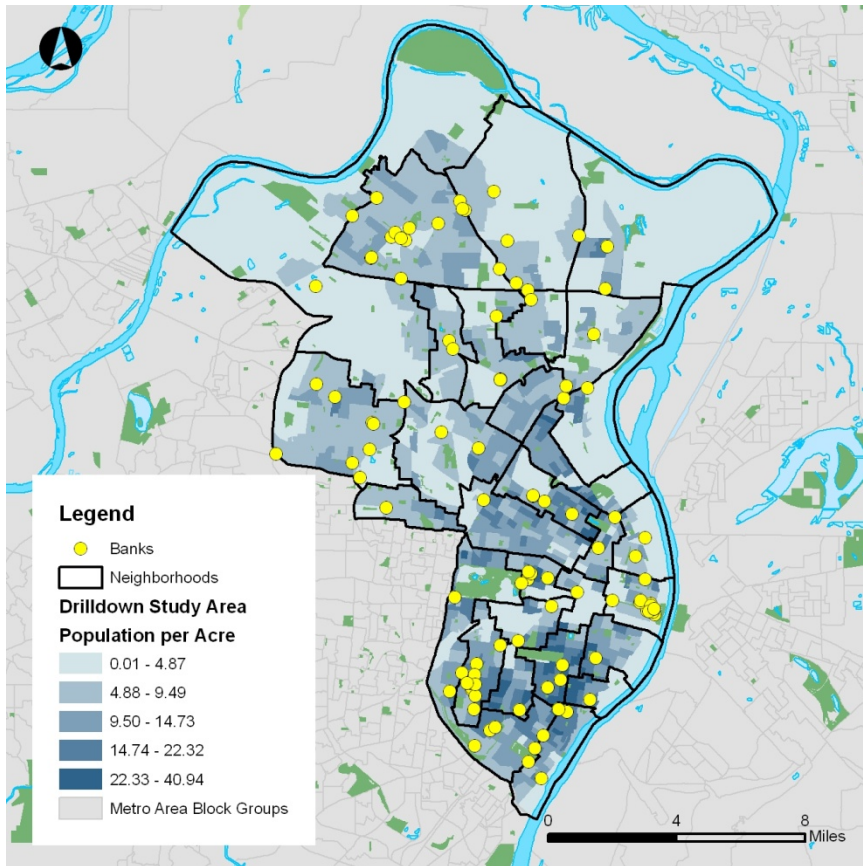 Legend
Banks
Neighborhoods
Drilldown Study Area
Population per Acre
0.01 - 4.87
4.88 - 9.49
9.50 - 14.73
14.74 - 22.32
22.33 - 40.94
Metro Area Block Groups
0 4 8
Miles